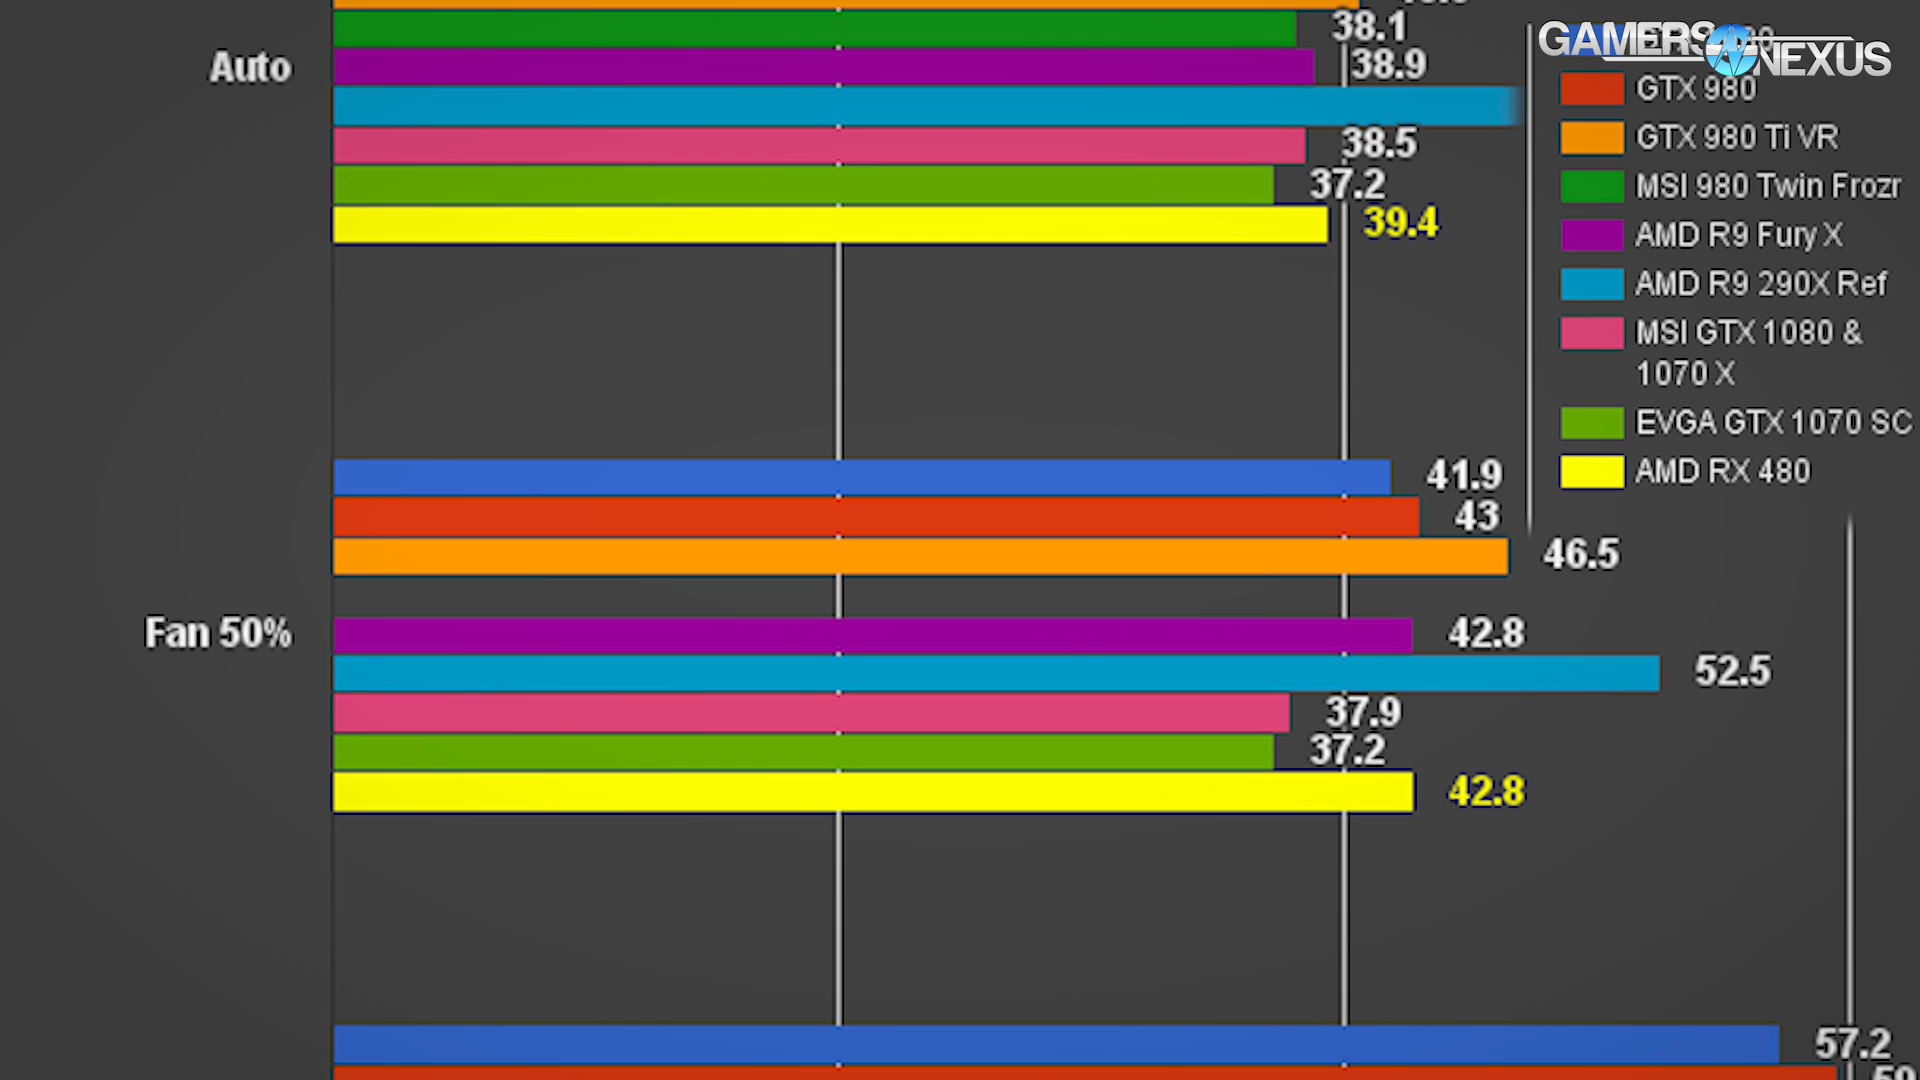 38.1
GAMERS NEXUS
Auto
38.9
GTX 980
38.5
GTX 980 Ti VR
37.2
MSI 980 Twin Frozr
39.4
AMD R9 Fury X
AMD R9 290X Ref
MSI GTX 1080 &
1070 X
EVGA GTX 1070 SC
AMD RX 480
41.9
43
46.5
Fan 50%
42.8
52.5
37.9
37.2
42.8
57.2